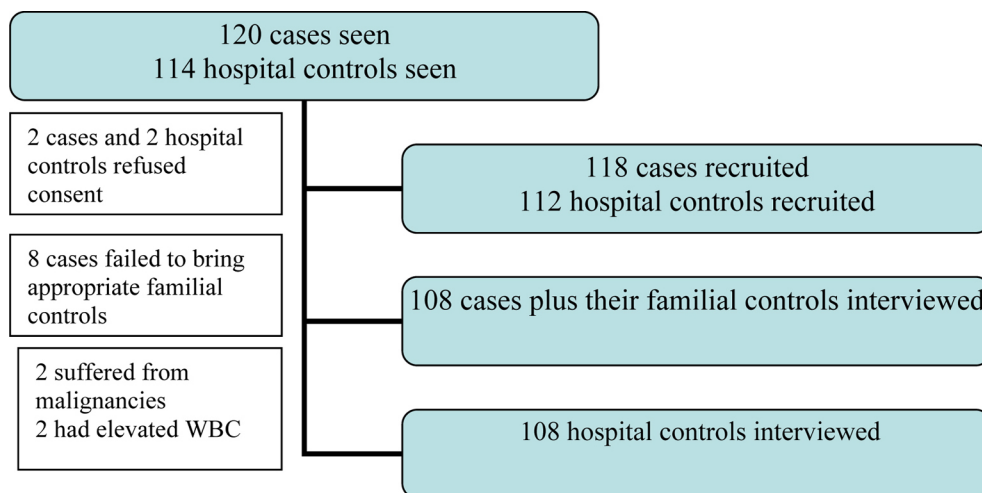 120 cases seen
114 hospital controls seen
2 cases and 2 hospital
controls refused
consent
118 cases recruited
112 hospital controls recruited
8 cases failed to bring
appropriate familial
controls
108 cases plus their familial controls interviewed
2 suffered from
malignancies
2 had elevated WBC
108 hospital controls interviewed